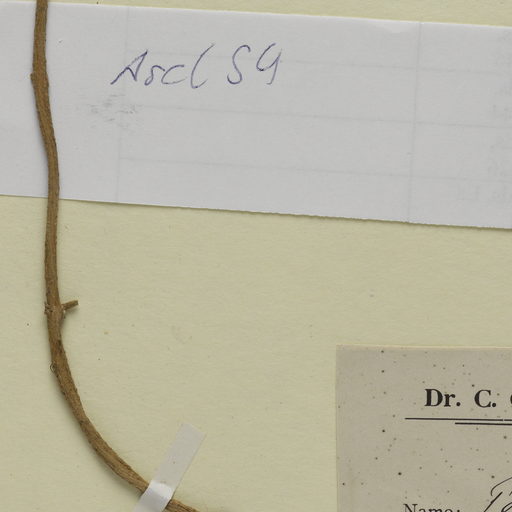 Ascl 59
Dr. C.
Name: